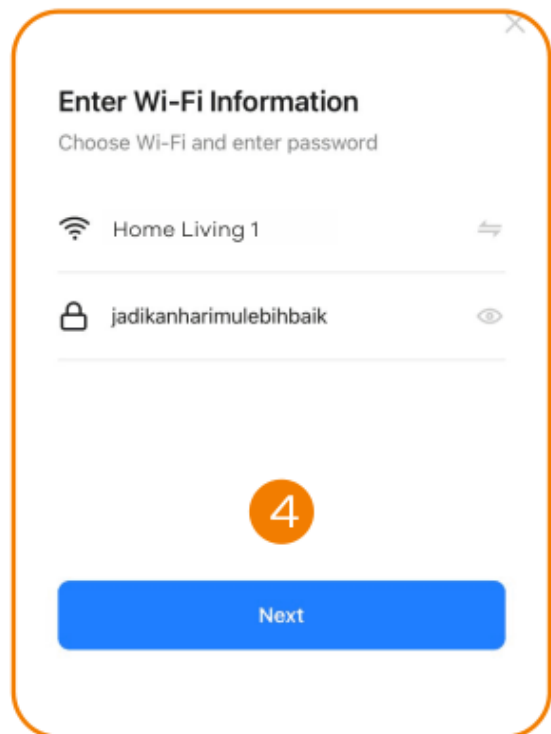 Enter Wi-Fi Information
Choose Wi-Fi and enter password
Home Living 1
jadikanharimulebihbaik
4
Next